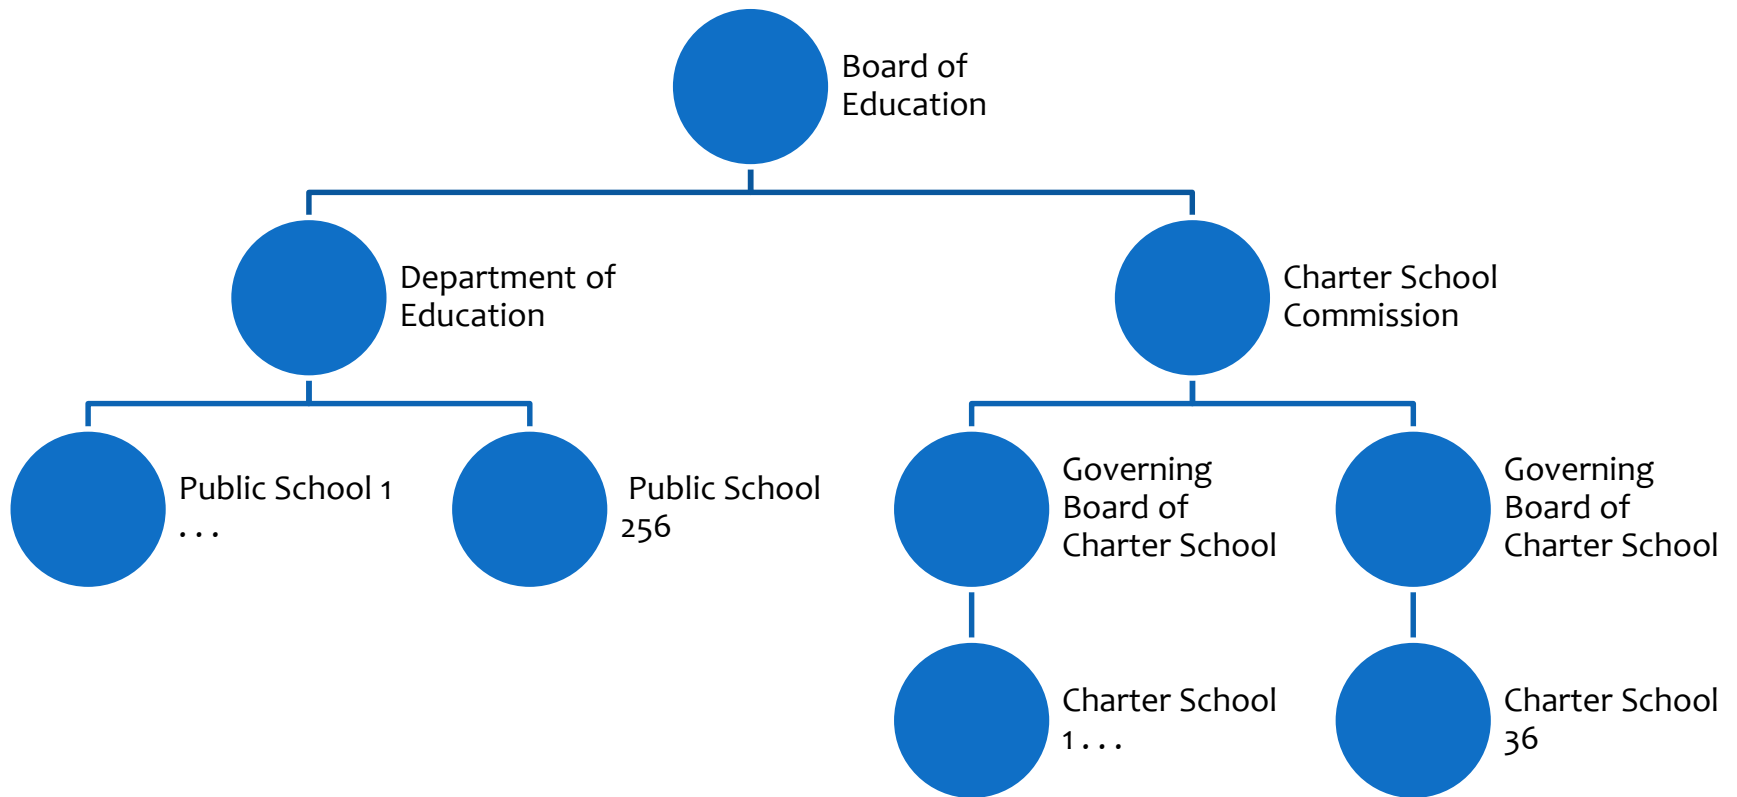 Board of
Education
Department of
Education
Charter School
Commission
Public School 1
. . .
Public School
256
Governing
Board of
Charter School
Governing
Board of
Charter School
Charter School
1 . . .
Charter School
36